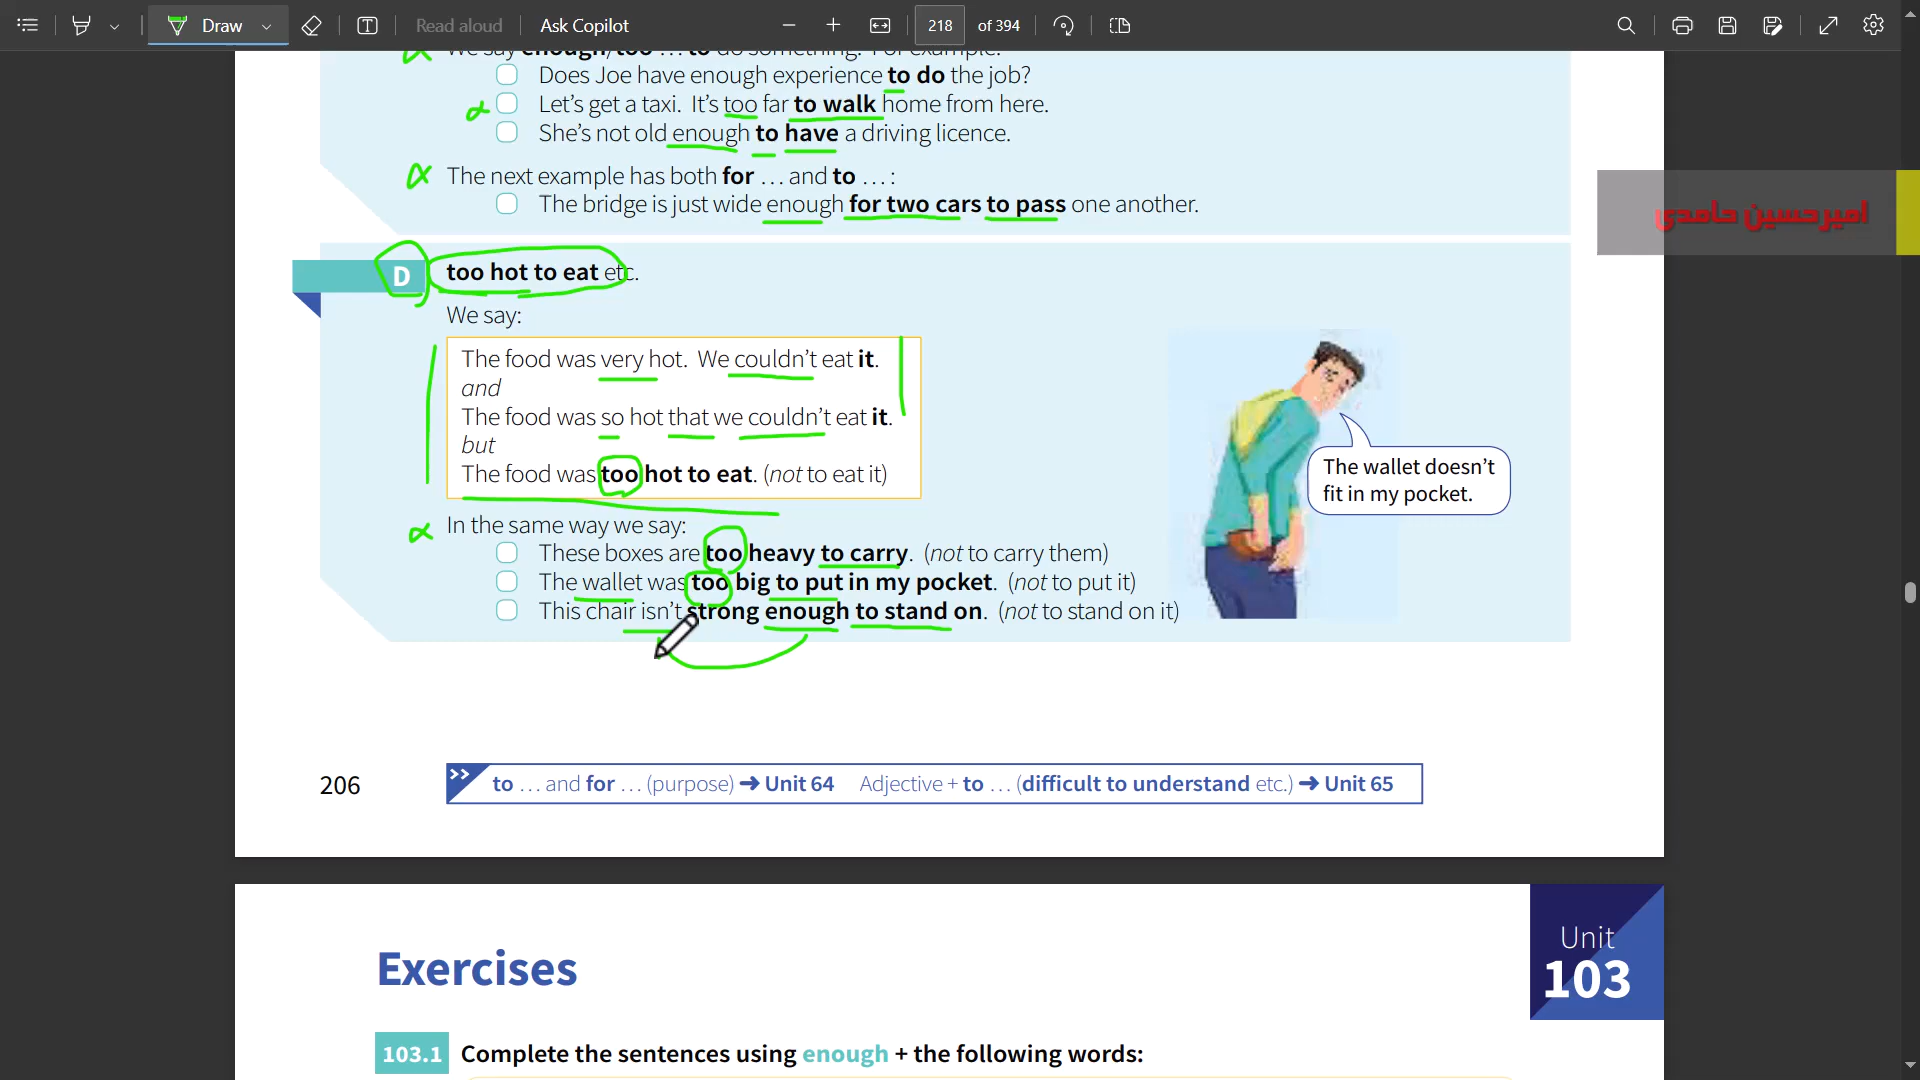 Draw
Read aloud
Ask Copilot
218
of 394
We say enough/too … to do something. For example:
Does Joe have enough experience to do the job?
Let's get a taxi. It's too far to walk home from here.
She's not old enough to have a driving licence.
The next example has both for … and to … :
The bridge is just wide enough for two cars to pass one another.
امیرحسین حامدی
D
too hot to eat etc.
We say:
The food was very hot. We couldn't eat it.
and
The food was so hot that we couldn't eat it.
but
The food was too hot to eat. (not to eat it)
The wallet doesn't
fit in my pocket.
In the same way we say:
These boxes are too heavy to carry. (not to carry them)
The wallet was too big to put in my pocket. (not to put it)
This chair isn't strong enough to stand on. (not to stand on it)
206
to … and for … (purpose) ➜ Unit 64 Adjective + to … (difficult to understand etc.) ➜ Unit 65
Exercises
Unit
103
103.1 Complete the sentences using enough + the following words: